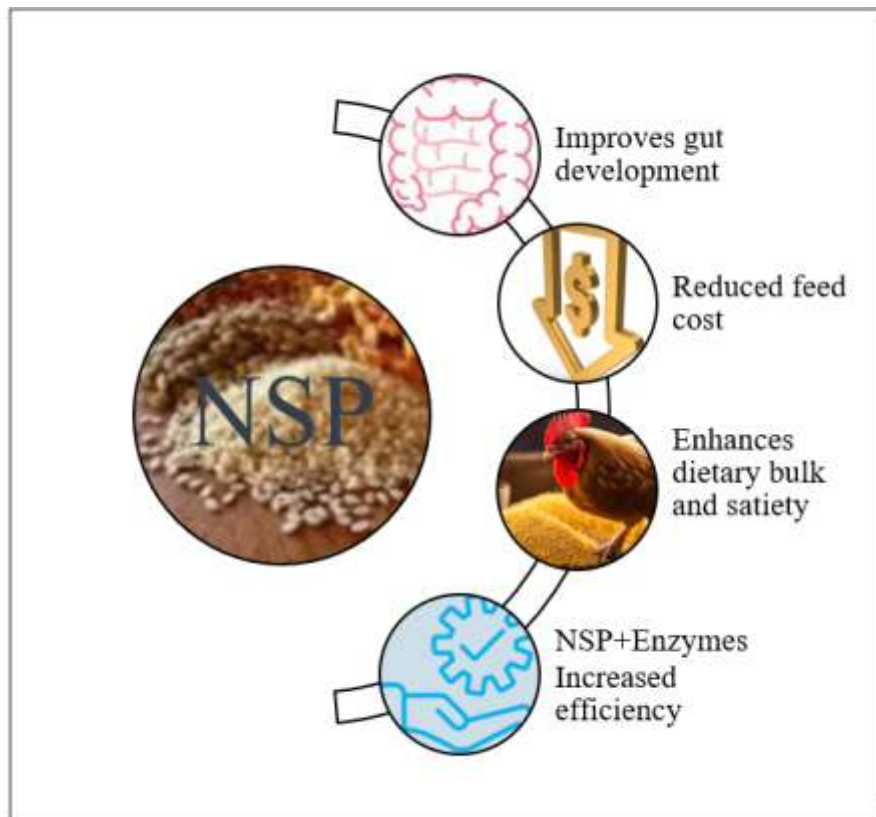 NSP
Improves gut
development
Reduced feed
cost
Enhances
dietary bulk
and satiety
NSP+Enzymes
Increased
efficiency